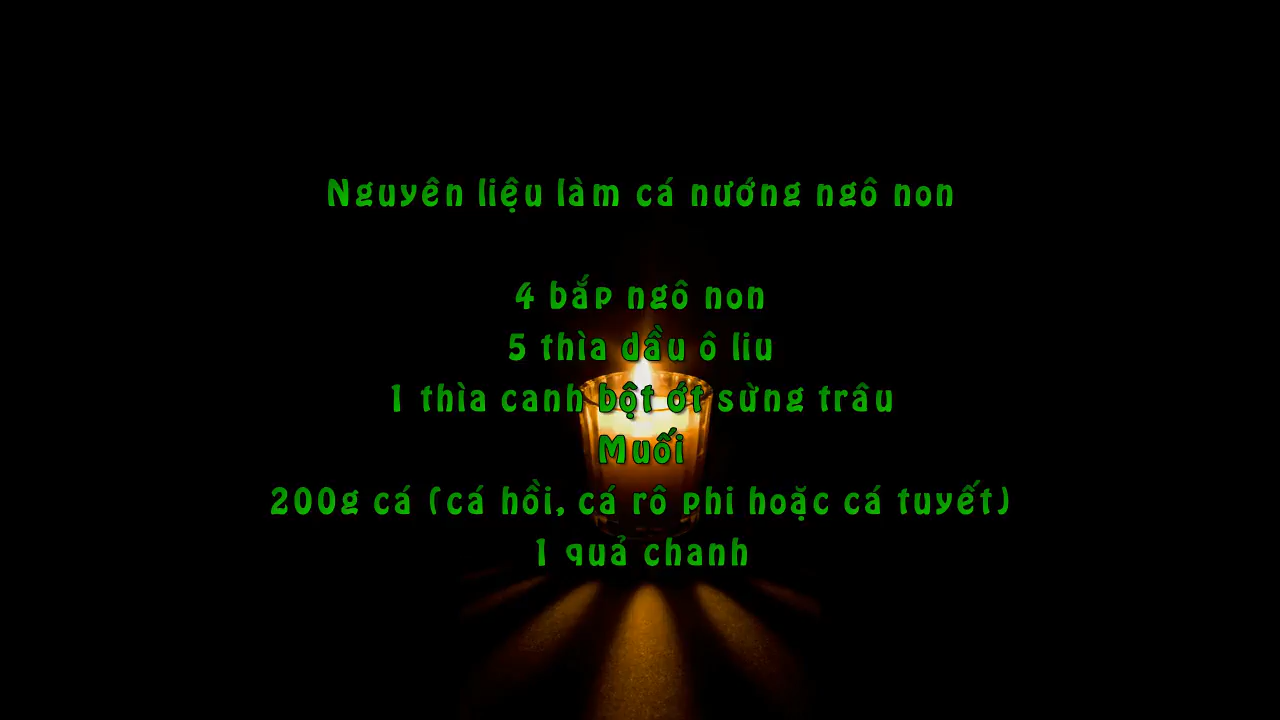 Nguyên liệu làm cá nướng ngô non
4 bắp ngô non
5 thìa dầu ô liu
1 thìa canh bột ớt sừng trâu
Muối
200g cá (cá hồi, cá rô phi hoặc cá tuyết)
1 quả chanh